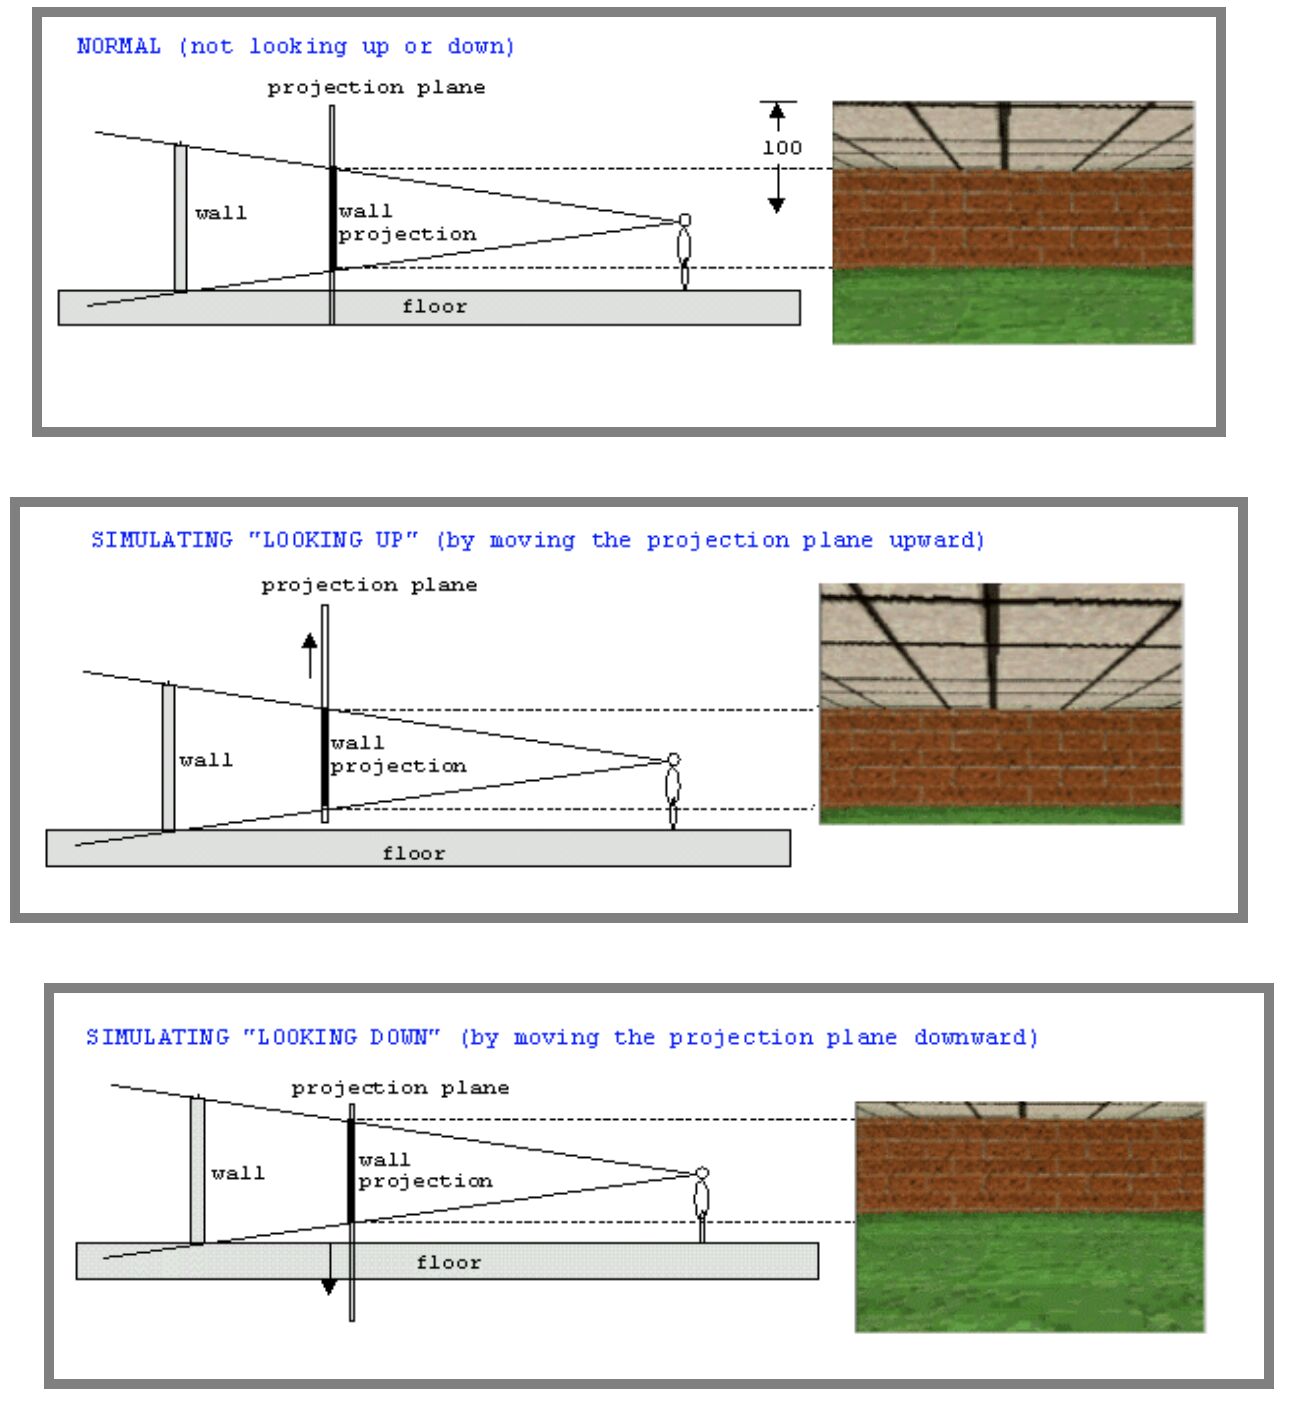 NORMAL (not looking up or down)
projection plane
100
wall
wall
projection
floor
SIMULATING "LOOKING UP" (by moving the projection plane upward)
projection plane
wall
projection
wall
floor
SIMULATING "LOOKING DOWN" (by moving the projection plane downward)
projection plane
wall
wall
projection
floor